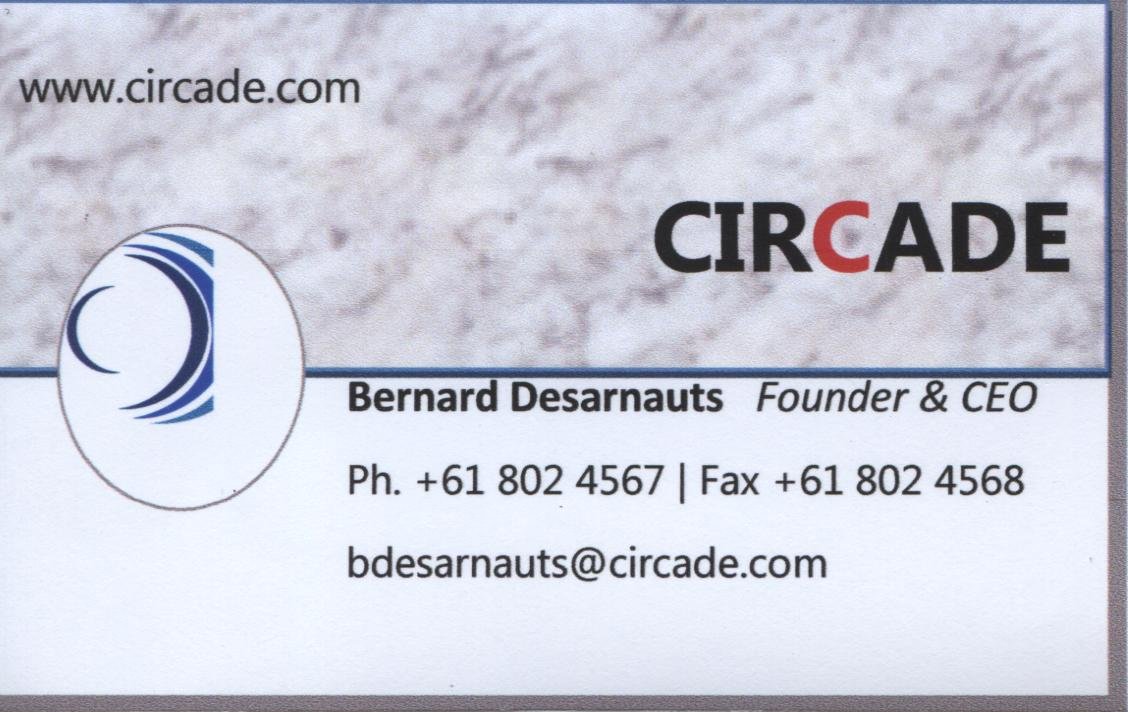 www.circade.com
CIRCADE
Bernard Desarnauts Founder & CEO
Ph. +61 802 4567 | Fax +61 802 4568
bdesarnauts@circade.com